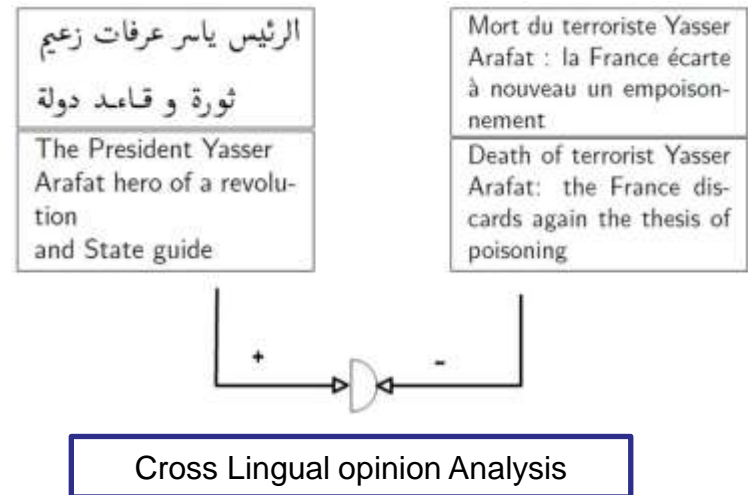 الرئيس ياسر عرفات زعيم
ثورة و قاعد دولة
The President Yasser
Arafat hero of a revolu-
tion
and State guide
Mort du terroriste Yasser
Arafat : la France écarte
à nouveau un empoison-
nement
Death of terrorist Yasser
Arafat: the France dis-
cards again the thesis of
poisoning
+
-
Cross Lingual opinion Analysis